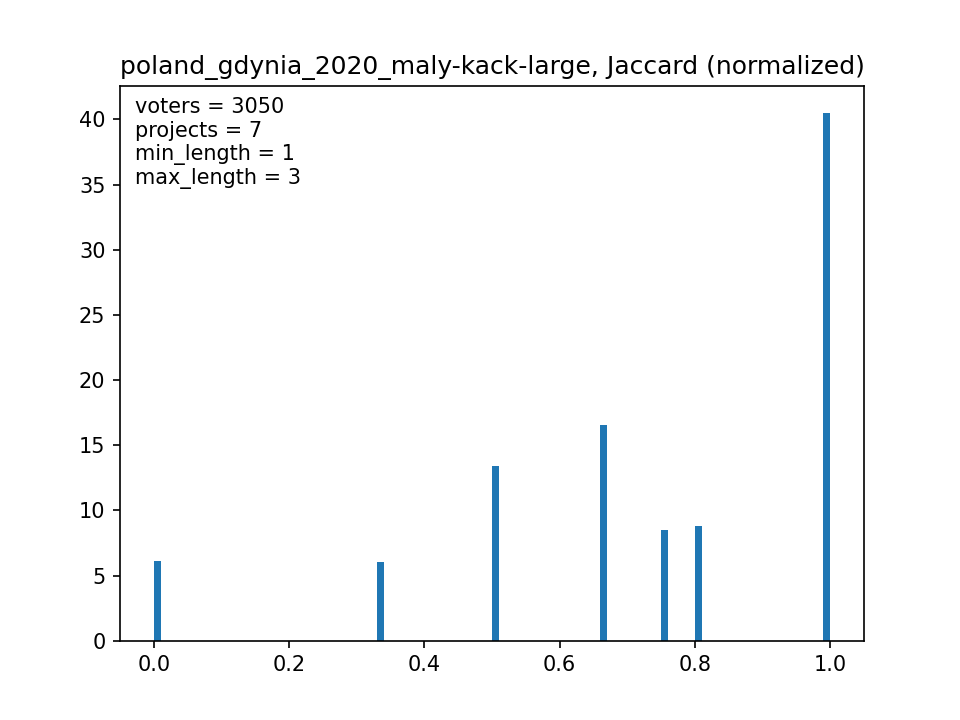 poland_gdynia_2020_maly-kack-large, Jaccard (normalized)
voters = 3050
projects = 7
min_length = 1
max_length = 3
40
35
30
25
20
15
10
5
0
0.0 0.2 0.4 0.6 0.8 1.0